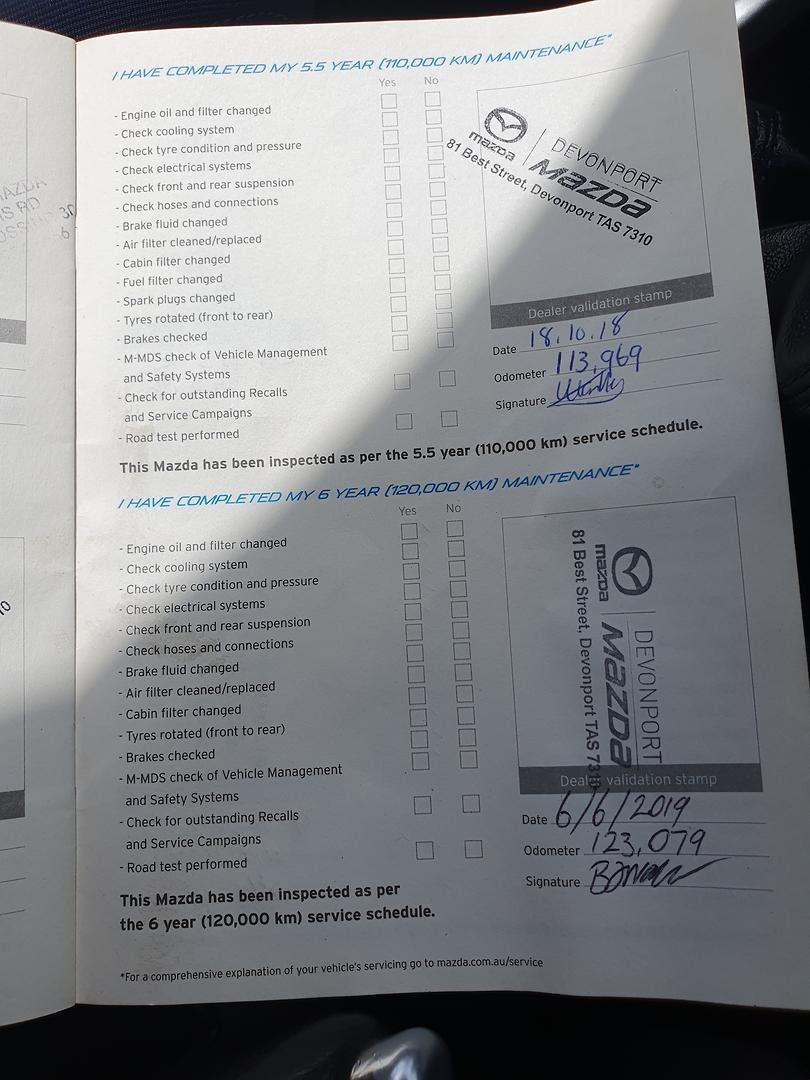 I HAVE COMPLETED MY 5.5 YEAR (110,000 KM) MAINTENANCE*
Yes No
- Engine oil and filter changed
- Check cooling system
- Check tyre condition and pressure
- Check electrical systems
- Check front and rear suspension
- Check hoses and connections
- Brake fluid changed
- Air filter cleaned/replaced
- Cabin filter changed
- Fuel filter changed
- Spark plugs changed
- Tyres rotated (front to rear)
- Brakes checked
- M-MDS check of Vehicle Management
and Safety Systems
- Check for outstanding Recalls
and Service Campaigns
- Road test performed
mazda
DEVONPORT
mazda
81 Best Street, Devonport TAS 7310
Dealer validation stamp
Date 18.10.18
Odometer 113,969
Signature
This Mazda has been inspected as per the 5.5 year (110,000 km) service schedule.
I HAVE COMPLETED MY 6 YEAR (120,000 KM) MAINTENANCE*
Yes No
- Engine oil and filter changed
- Check cooling system
- Check tyre condition and pressure
- Check electrical systems
- Check front and rear suspension
- Check hoses and connections
- Brake fluid changed
- Air filter cleaned/replaced
- Cabin filter changed
- Tyres rotated (front to rear)
- Brakes checked
- M-MDS check of Vehicle Management
and Safety Systems
- Check for outstanding Recalls
and Service Campaigns
- Road test performed
mazda
DEVONPORT
mazda
81 Best Street, Devonport TAS 7310
Dealer validation stamp
Date 6/6/2019
Odometer 123,079
Signature
This Mazda has been inspected as per
the 6 year (120,000 km) service schedule.
*For a comprehensive explanation of your vehicle's servicing go to mazda.com.au/service